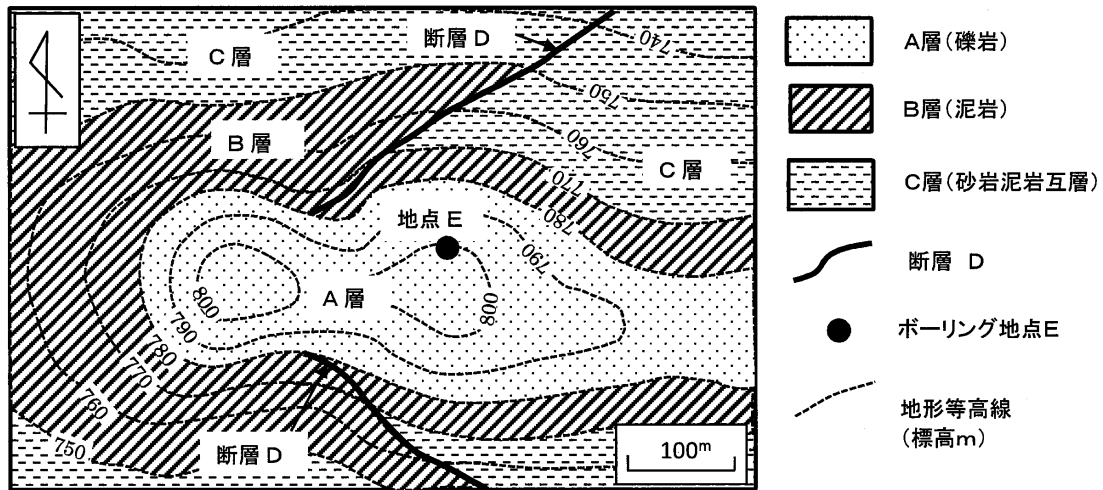 C層
断層D
740
750
760
B層
C層
770
780
地点E
790
A層
800
800
790
780
770
760
750
断層D
100m
A層(礫岩)
B層(泥岩)
C層(砂岩泥岩互層)
断層 D
ボーリング地点E
地形等高線
(標高m)